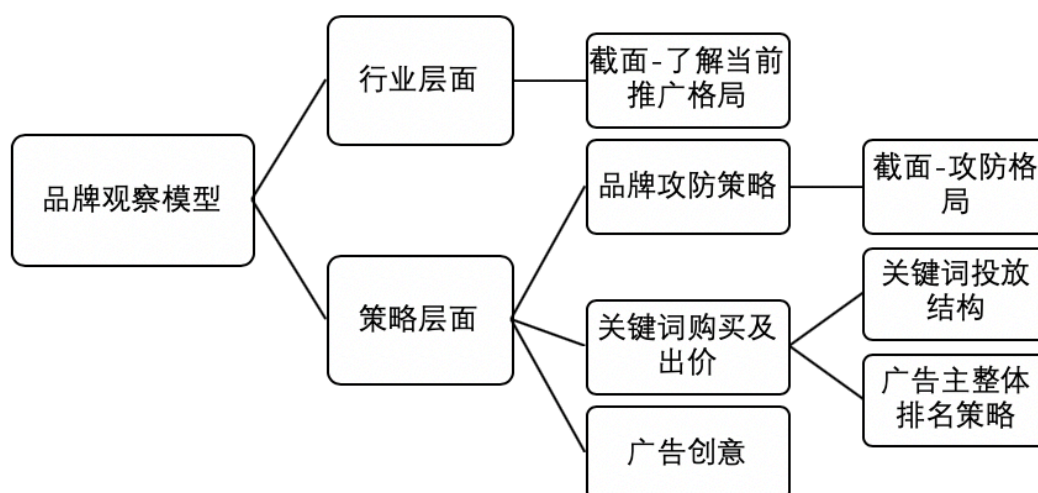 品牌观察模型
行业层面
截面-了解当前
推广格局
策略层面
品牌攻防策略
截面-攻防格
局
关键词购买及
出价
关键词投放
结构
广告主整体
排名策略
广告创意